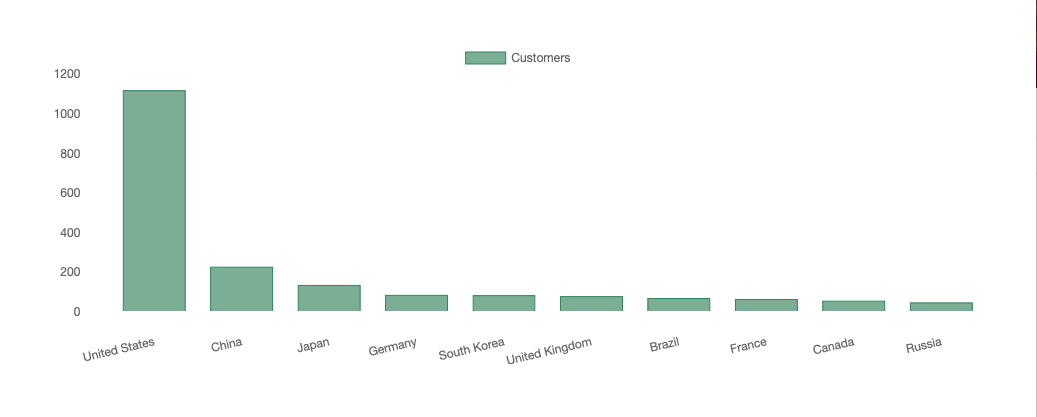 Customers
1200
1000
800
600
400
200
0
United States
China
Japan
Germany
South Korea
United Kingdom
Brazil
France
Canada
Russia